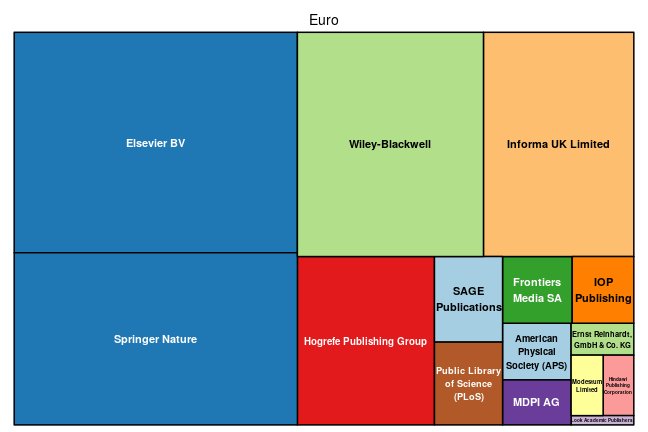 Euro
Elsevier BV
Wiley-Blackwell
Informa UK Limited
Springer Nature
Hogrefe Publishing Group
SAGE
Publications
Public Library
of Science
(PLoS)
Frontiers
Media SA
IOP
Publishing
American
Physical
Society (APS)
MDPI AG
Ernst Reinhardt,
GmbH & Co. KG
Modestum
Limited
Hindawi
Publishing
Corporation
Academic Publishers